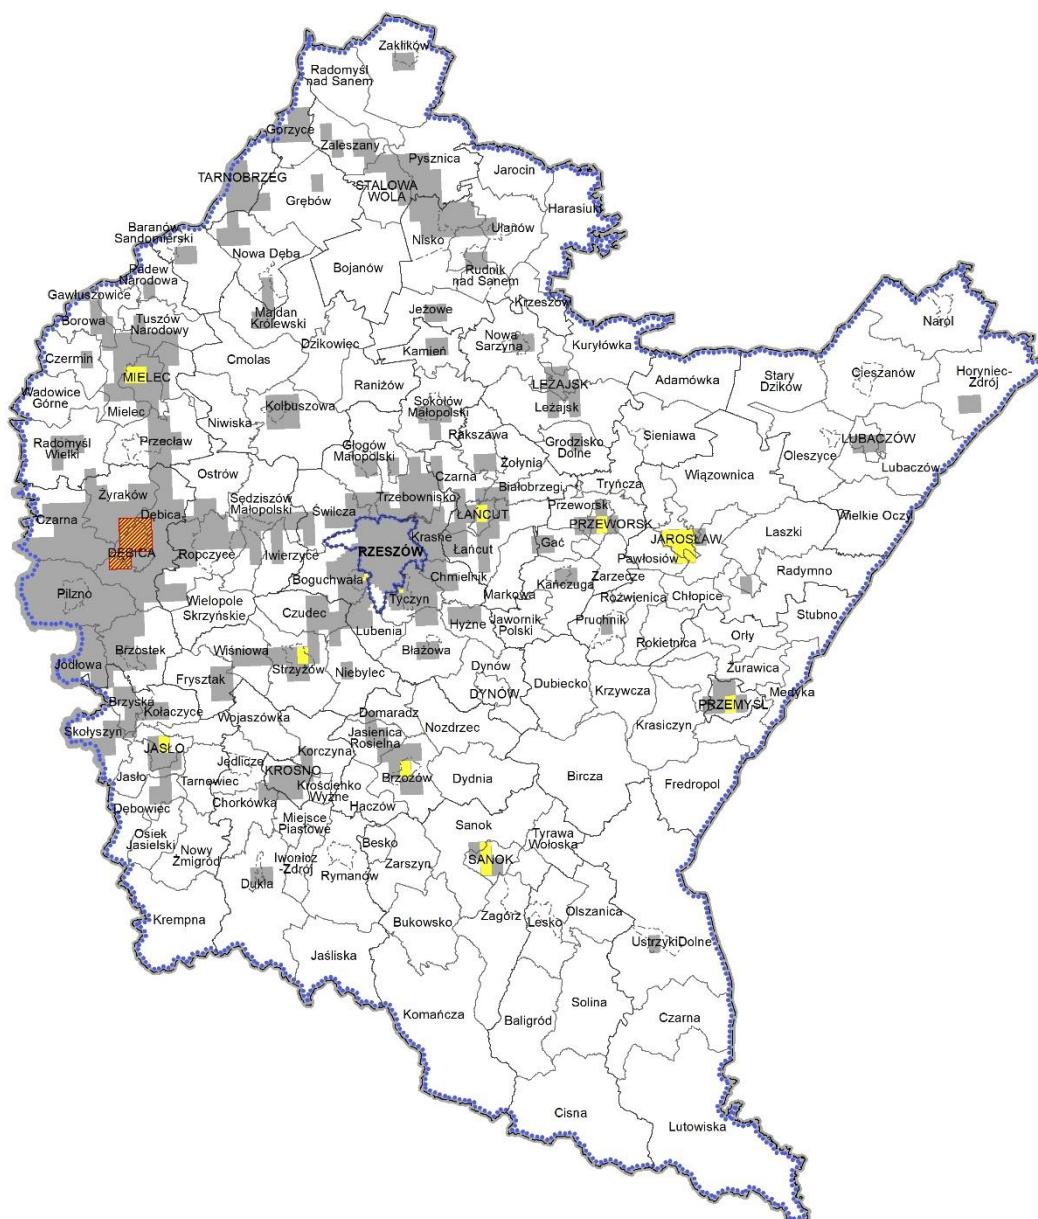 Zaklików
Radomyśl
nad Sanem
Gorzyce
Zaleszany
Pysznica
Jarocin
TARNOBRZEG
STALOWA
WOLA
Grębów
Harasiuki
Ulanów
Nisko
Baranów
Sandomierski
Nowa Dęba
Bojanów
Rudnik
nad Sanem
Padew
Narodowa
Gawłuszowice
Krzeszów
Borowa
Tuszów
Narodowy
Majdan
Królewski
Jeżowe
Narol
Nowa
Sarzyna
Kuryłówka
Czermin
Cmolas
Dzikowiec
Kamień
MIELEC
Adamówka
Stary
Dzików
Cieszanów
Horyniec-
Zdrój
Wadowice
Górne
Raniżów
LEŻAJSK
Leżajsk
Mielec
Niwiska
Kolbuszowa
Sokołów
Małopolski
Sieniawa
LUBACZÓW
Radomyśl
Wielki
Przecław
Rakszawa
Grodzisko
Dolne
Oleszyce
Głogów
Małopolski
Żołynia
Lubaczów
Ostrów
Czarna
Białobrzegi
Tryńcza
Wiązownica
Żyraków
Sędziszów
Małopolski
Trzebownisko
Przeworsk
Dębica
Świlcza
ŁAŃCUT
PRZEWORSK
Wielkie Oczy
Czarna
Krasne
Laszki
DĘBICA
Ropczyce
Iwierzyce
RZESZÓW
Łańcut
Gać
JAROSŁAW
Pawłosiów
Radymno
Boguchwała
Chmielnik
Kańczuga
Zarzecze
Chłopice
Pilzno
Wielopole
Skrzyńskie
Tyczyn
Markowa
Roźwienica
Czudec
Hyżne
Jawornik
Polski
Pruchnik
Stubno
Lubenia
Rokietnica
Orły
Brzostek
Wiśniowa
Błażowa
Jodłowa
Strzyżów
Niebylec
Dynów
Żurawica
Frysztak
DYNÓW
Dubiecko
Krzywcza
Medyka
Brzyska
PRZEMYŚL
Kołaczyce
Wojaszówka
Domaradz
Nozdrzec
Krasiczyn
Skołyszyn
Jasienica
Rosielna
JASŁO
Korczyna
Jedlicze
KROSNO
Jasło
Tarnowiec
Krościenko
Wyżne
Brzozów
Dydnia
Bircza
Fredropol
Chorkówka
Haczów
Dębowiec
Miejsce
Piastowe
Sanok
Osiek
Jasielski
Nowy
Żmigród
Besko
Tyrawa
Wołoska
Iwonicz
-Zdrój
Zarszyn
SANOK
Dukla
Rymanów
Krempna
Bukowsko
Zagórz
Lesko
Olszanica
UstrzykiDolne
Jaśliska
Komańcza
Baligród
Solina
Czarna
Cisna
Lutowiska